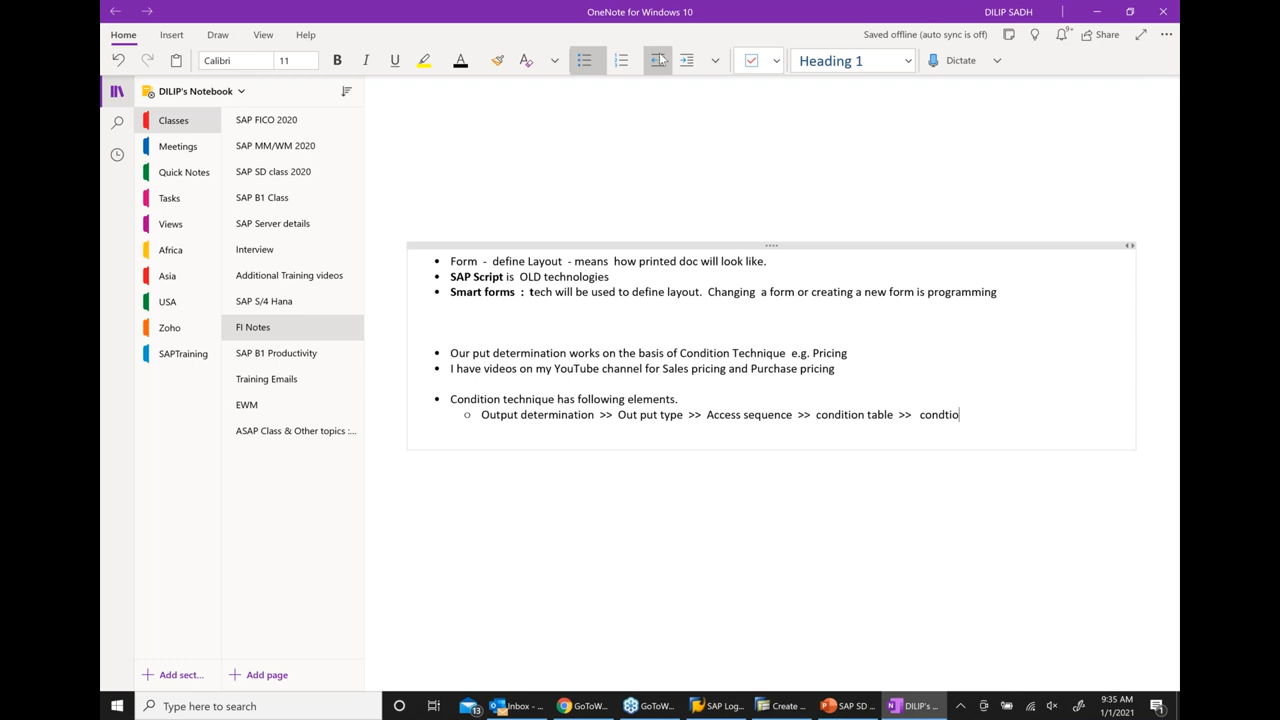 OneNote for Windows 10
DILIP SADH
Home Insert Draw View Help
Saved offline (auto sync is off)
9+
Share
Calibri 11 B I U A
Heading 1
Dictate
DILIP's Notebook
Classes
Meetings
Quick Notes
Tasks
Views
Africa
Asia
USA
Zoho
SAPTraining
SAP FICO 2020
SAP MM/WM 2020
SAP SD class 2020
SAP B1 Class
SAP Server details
Interview
Additional Training videos
SAP S/4 Hana
FI Notes
SAP B1 Productivity
Training Emails
EWM
ASAP Class & Other topics :...
• Form - define Layout - means how printed doc will look like.
• SAP Script is OLD technologies
• Smart forms : tech will be used to define layout. Changing a form or creating a new form is programming
• Our put determination works on the basis of Condition Technique e.g. Pricing
• I have videos on my YouTube channel for Sales pricing and Purchase pricing
• Condition technique has following elements.
○ Output determination >> Out put type >> Access sequence >> condition table >> condtio
+ Add sect...
+ Add page
Type here to search
13
Inbox - ...
GoToW...
GoToW...
SAP Log...
Create ...
SAP SD ...
DILIP's ...
9:35 AM
1/1/2021
1